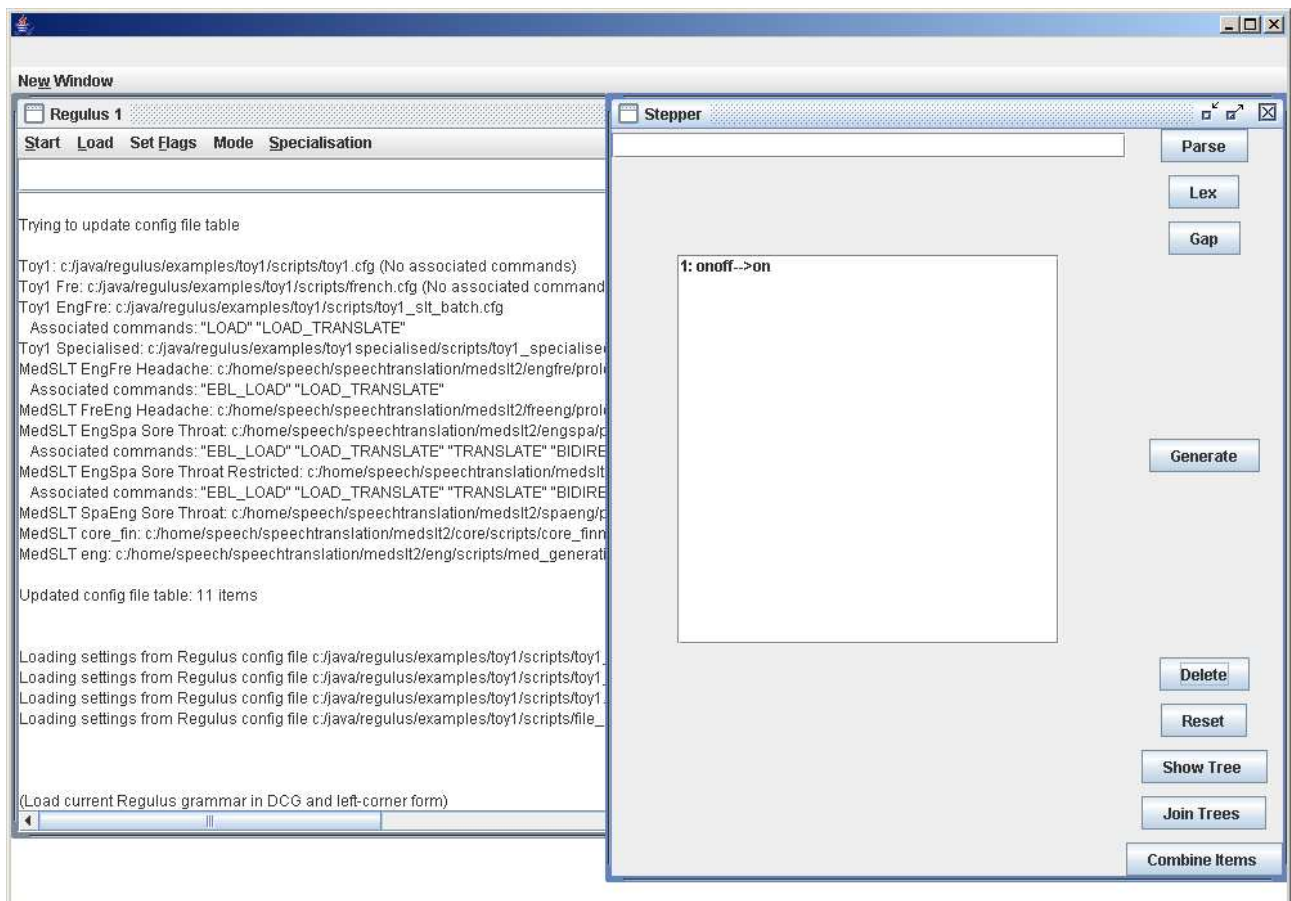 New Window
Regulus 1
Start Load Set Flags Mode Specialisation
Trying to update config file table
Toy1: c:/java/regulus/examples/toy1/scripts/toy1.cfg (No associated commands)
Toy1 Fre: c:/java/regulus/examples/toy1/scripts/french.cfg (No associated command
Toy1 EngFre: c:/java/regulus/examples/toy1/scripts/toy1_slt_batch.cfg
Associated commands: "LOAD" "LOAD_TRANSLATE"
Toy1 Specialised: c:/java/regulus/examples/toy1specialised/scripts/toy1_specialise
MedSLT EngFre Headache: c:/home/speech/speechtranslation/medslt2/engfre/prol
Associated commands: "EBL_LOAD" "LOAD_TRANSLATE"
MedSLT FreEng Headache: c:/home/speech/speechtranslation/medslt2/freeng/prol
MedSLT EngSpa Sore Throat: c:/home/speech/speechtranslation/medslt2/engspa/p
Associated commands: "EBL_LOAD" "LOAD_TRANSLATE" "TRANSLATE" "BIDIRE
MedSLT EngSpa Sore Throat Restricted: c:/home/speech/speechtranslation/medslt
Associated commands: "EBL_LOAD" "LOAD_TRANSLATE" "TRANSLATE" "BIDIRE
MedSLT SpaEng Sore Throat: c:/home/speech/speechtranslation/medslt2/spaeng/p
MedSLT core_fin: c:/home/speech/speechtranslation/medslt2/core/scripts/core_finn
MedSLT eng: c:/home/speech/speechtranslation/medslt2/eng/scripts/med_generati
Updated config file table: 11 items
Loading settings from Regulus config file c:/java/regulus/examples/toy1/scripts/toy1_
Loading settings from Regulus config file c:/java/regulus/examples/toy1/scripts/toy1_
Loading settings from Regulus config file c:/java/regulus/examples/toy1/scripts/toy1.
Loading settings from Regulus config file c:/java/regulus/examples/toy1/scripts/file_
(Load current Regulus grammar in DCG and left-corner form)
Stepper
Parse
Lex
Gap
1: onoff-->on
Generate
Delete
Reset
Show Tree
Join Trees
Combine Items